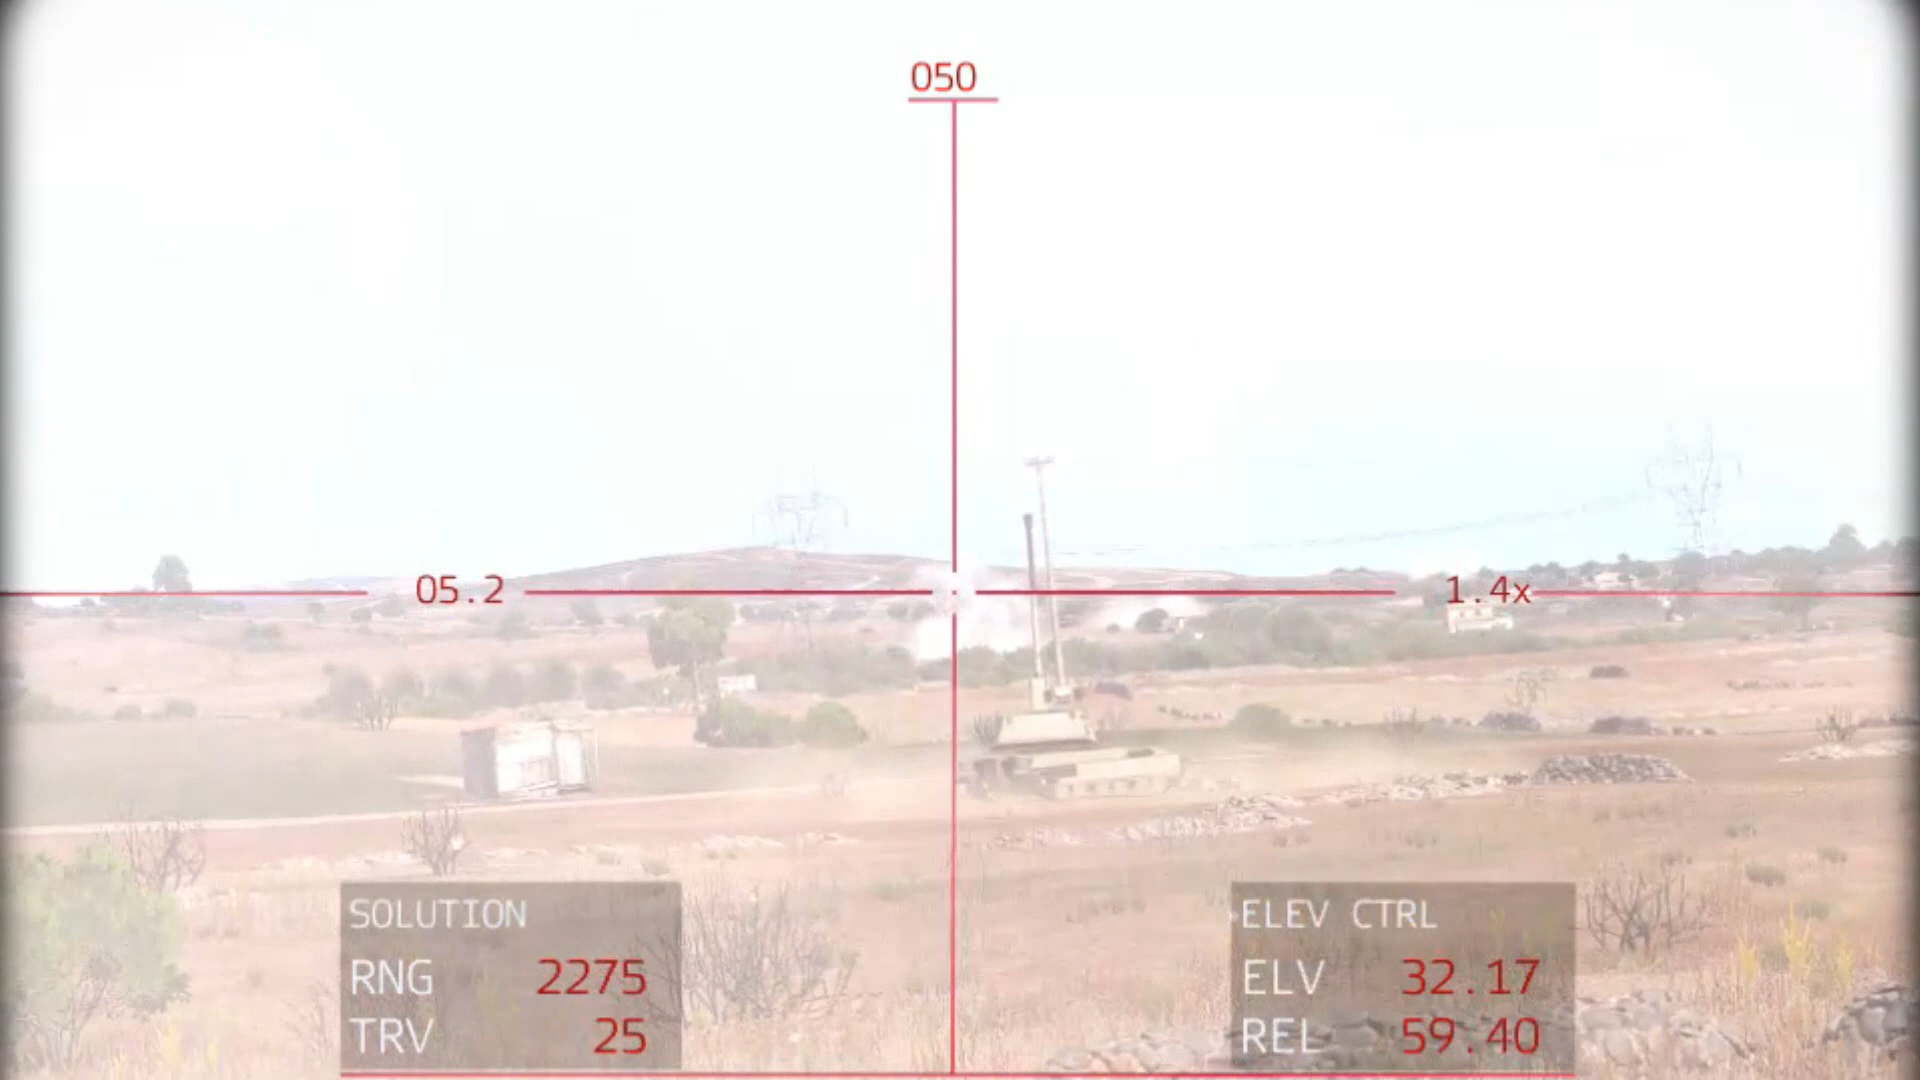 050
05.2
1.4x
SOLUTION
RNG 2275
TRV 25
ELEV CTRL
ELV 32.17
REL 59.40